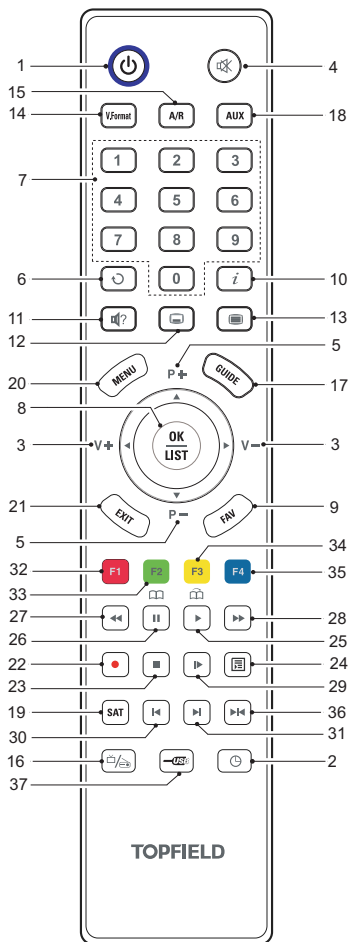 1 4
15
14 V.Format A/R AUX 18
7 1 2 3
4 5 6
7 8 9
6 0 i 10
11 ? 13
12 5
20 MENU P+ GUIDE 17
8
3 V+ OK V- 3
LIST
21 EXIT P- FAV 9
5
34
32 F1 F2 F3 F4 35
33
27 28
26 25
22 24
23 29
19 SAT 36
30 31
16 USB 2
37
TOPFIELD